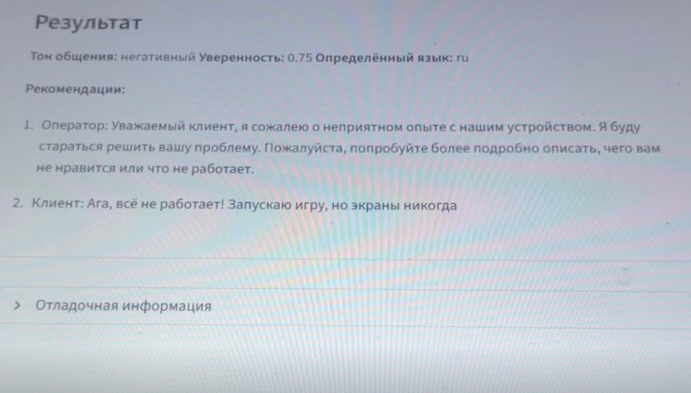 Результат
Тон общения: негативный Уверенность: 0.75 Определённый язык: ru
Рекомендации:
1. Оператор: Уважаемый клиент, я сожалею о неприятном опыте с нашим устройством. Я буду
стараться решить вашу проблему. Пожалуйста, попробуйте более подробно описать, чего вам
не нравится или что не работает.
2. Клиент: Ага, всё не работает! Запускаю игру, но экраны никогда
> Отладочная информация